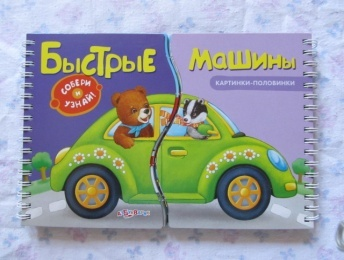 Быстрые Машины
СОБЕРИ И УЗНАЙ!
КАРТИНКИ-ПОЛОВИНКИ